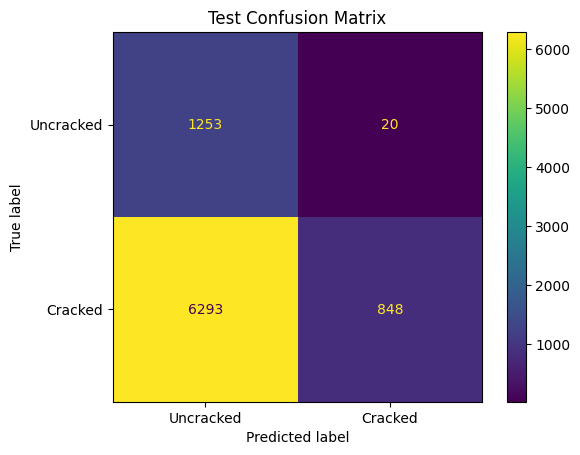 Test Confusion Matrix
True label
Uncracked
Cracked
1253
20
6293
848
Uncracked
Cracked
Predicted label
6000
5000
4000
3000
2000
1000